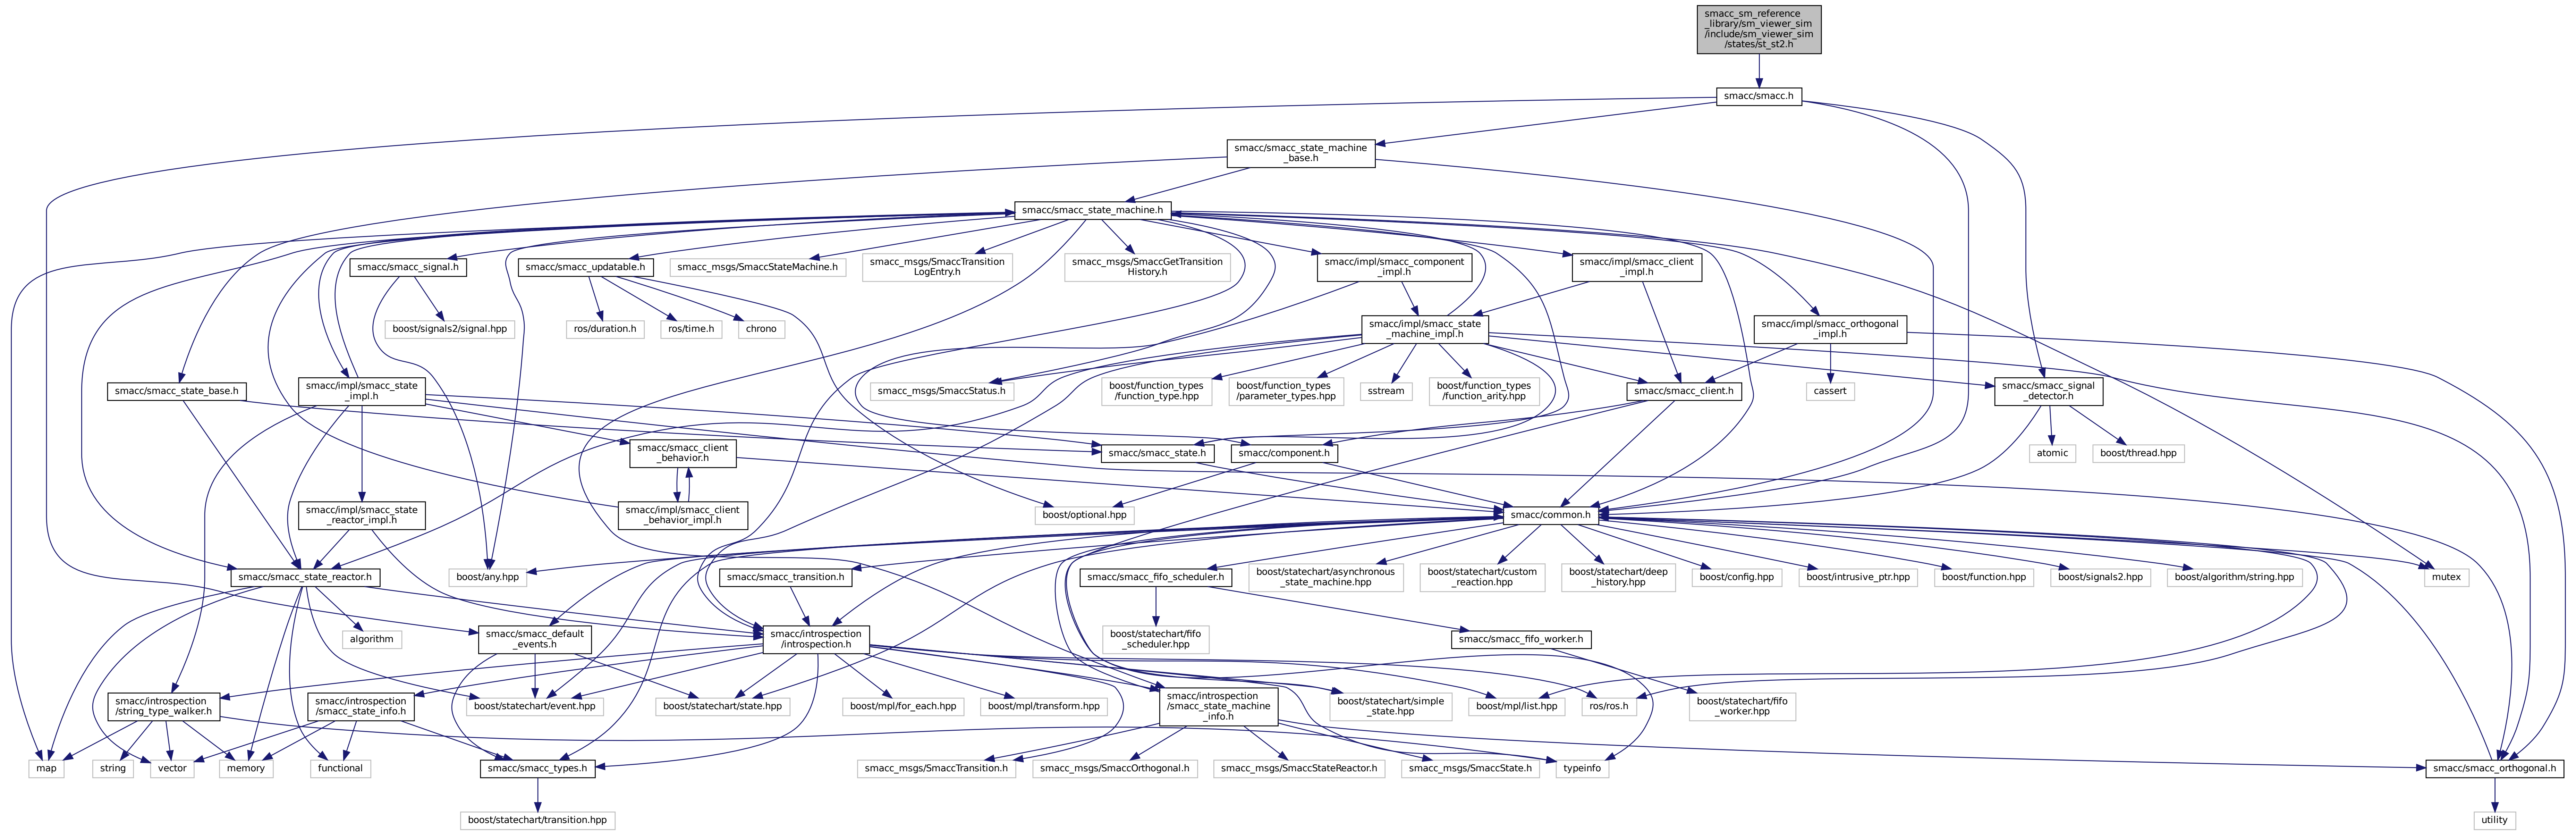 smacc_sm_reference
_library/sm_viewer_sim
/include/sm_viewer_sim
/states/st_st2.h
smacc/smacc.h
smacc/smacc_state_machine
_base.h
smacc/smacc_state_machine.h
smacc/smacc_signal.h
smacc/smacc_updatable.h
smacc_msgs/SmaccStateMachine.h
smacc_msgs/SmaccTransition
LogEntry.h
smacc_msgs/SmaccGetTransition
History.h
smacc/impl/smacc_component
_impl.h
smacc/impl/smacc_client
_impl.h
boost/signals2/signal.hpp
ros/duration.h
ros/time.h
chrono
smacc/impl/smacc_state
_machine_impl.h
smacc/impl/smacc_orthogonal
_impl.h
smacc/smacc_state_base.h
smacc/impl/smacc_state
_impl.h
smacc_msgs/SmaccStatus.h
boost/function_types
/function_type.hpp
boost/function_types
/parameter_types.hpp
sstream
boost/function_types
/function_arity.hpp
smacc/smacc_client.h
cassert
smacc/smacc_signal
_detector.h
smacc/smacc_client
_behavior.h
smacc/smacc_state.h
smacc/component.h
atomic
boost/thread.hpp
smacc/impl/smacc_state
_reactor_impl.h
smacc/impl/smacc_client
_behavior_impl.h
boost/optional.hpp
smacc/common.h
smacc/smacc_state_reactor.h
boost/any.hpp
smacc/smacc_transition.h
smacc/smacc_fifo_scheduler.h
boost/statechart/asynchronous
_state_machine.hpp
boost/statechart/custom
_reaction.hpp
boost/statechart/deep
_history.hpp
boost/config.hpp
boost/intrusive_ptr.hpp
boost/function.hpp
boost/signals2.hpp
boost/algorithm/string.hpp
mutex
algorithm
smacc/smacc_default
_events.h
smacc/introspection
/introspection.h
boost/statechart/fifo
_scheduler.hpp
smacc/smacc_fifo_worker.h
smacc/introspection
/string_type_walker.h
smacc/introspection
/smacc_state_info.h
boost/statechart/event.hpp
boost/statechart/state.hpp
boost/mpl/for_each.hpp
boost/mpl/transform.hpp
smacc/introspection
/smacc_state_machine
_info.h
boost/statechart/simple
_state.hpp
boost/mpl/list.hpp
ros/ros.h
boost/statechart/fifo
_worker.hpp
map
string
vector
memory
functional
smacc/smacc_types.h
smacc_msgs/SmaccTransition.h
smacc_msgs/SmaccOrthogonal.h
smacc_msgs/SmaccStateReactor.h
smacc_msgs/SmaccState.h
typeinfo
smacc/smacc_orthogonal.h
boost/statechart/transition.hpp
utility